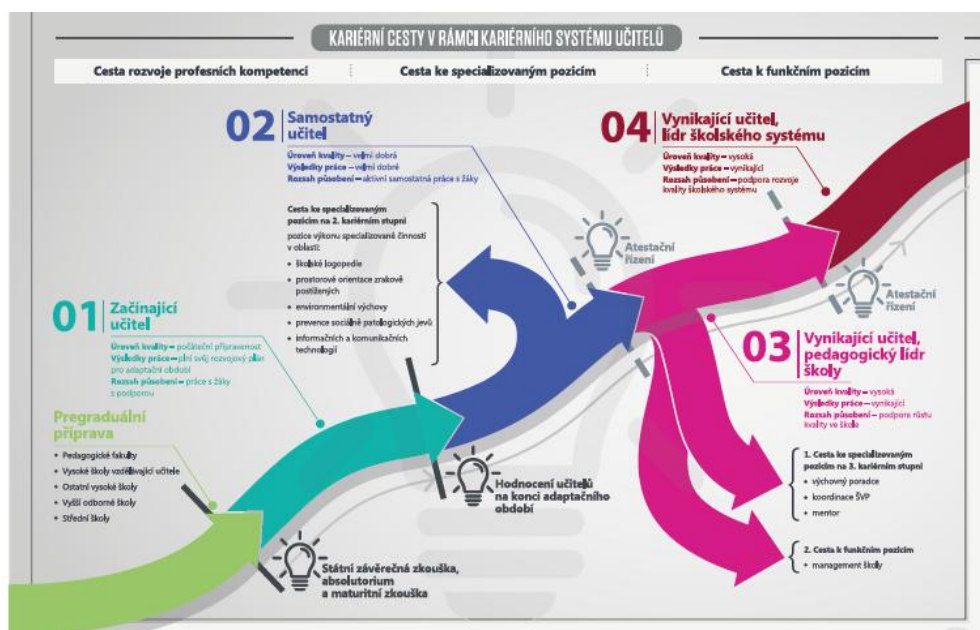 KARIÉRNÍ CESTY V RÁMCI KARIÉRNÍHO SYSTÉMU UČITELŮ
Cesta rozvoje profesních kompetencí
Cesta ke specializovaným pozicím
Cesta k funkčním pozicím
02
Samostatný
učitel
Úroveň kvality – velmi dobrá
Výsledky práce – velmi dobré
Rozsah působení – aktivní samostatná práce s žáky
Cesta ke specializovaným
pozicím na 2. kariérním stupni
pozice výkonu specializované činnosti
v oblasti:
• školské logopedie
• prostorové orientace zrakově
postižených
• environmentální výchovy
• prevence sociálně patologických jevů
• informačních a komunikačních
technologií
04
Vynikající učitel,
lídr školského systému
Úroveň kvality – vysoká
Výsledky práce – vynikající
Rozsah působení – podpora rozvoje
kvality školského systému
Atestační
řízení
Atestační
řízení
01
Začínající
učitel
Úroveň kvality – počáteční připravenost
Výsledky práce – plní svůj rozvojový plán
pro adaptační období
Rozsah působení – práce s žáky
s podporou
03
Vynikající učitel,
pedagogický lídr
školy
Úroveň kvality – vysoká
Výsledky práce – vynikající
Rozsah působení – podpora růstu
kvality ve škole
Pregraduální
příprava
• Pedagogické fakulty
• Vysoké školy vzdělávající učitele
• Ostatní vysoké školy
• Vyšší odborné školy
• Střední školy
Hodnocení učitelů
na konci adaptačního
období
1. Cesta ke specializovaným
pozicím na 3. kariérním stupni
• výchovný poradce
• koordinace ŠVP
• mentor
2. Cesta k funkčním pozicím
• management školy
Státní závěrečná zkouška,
absolutorium
a maturitní zkouška